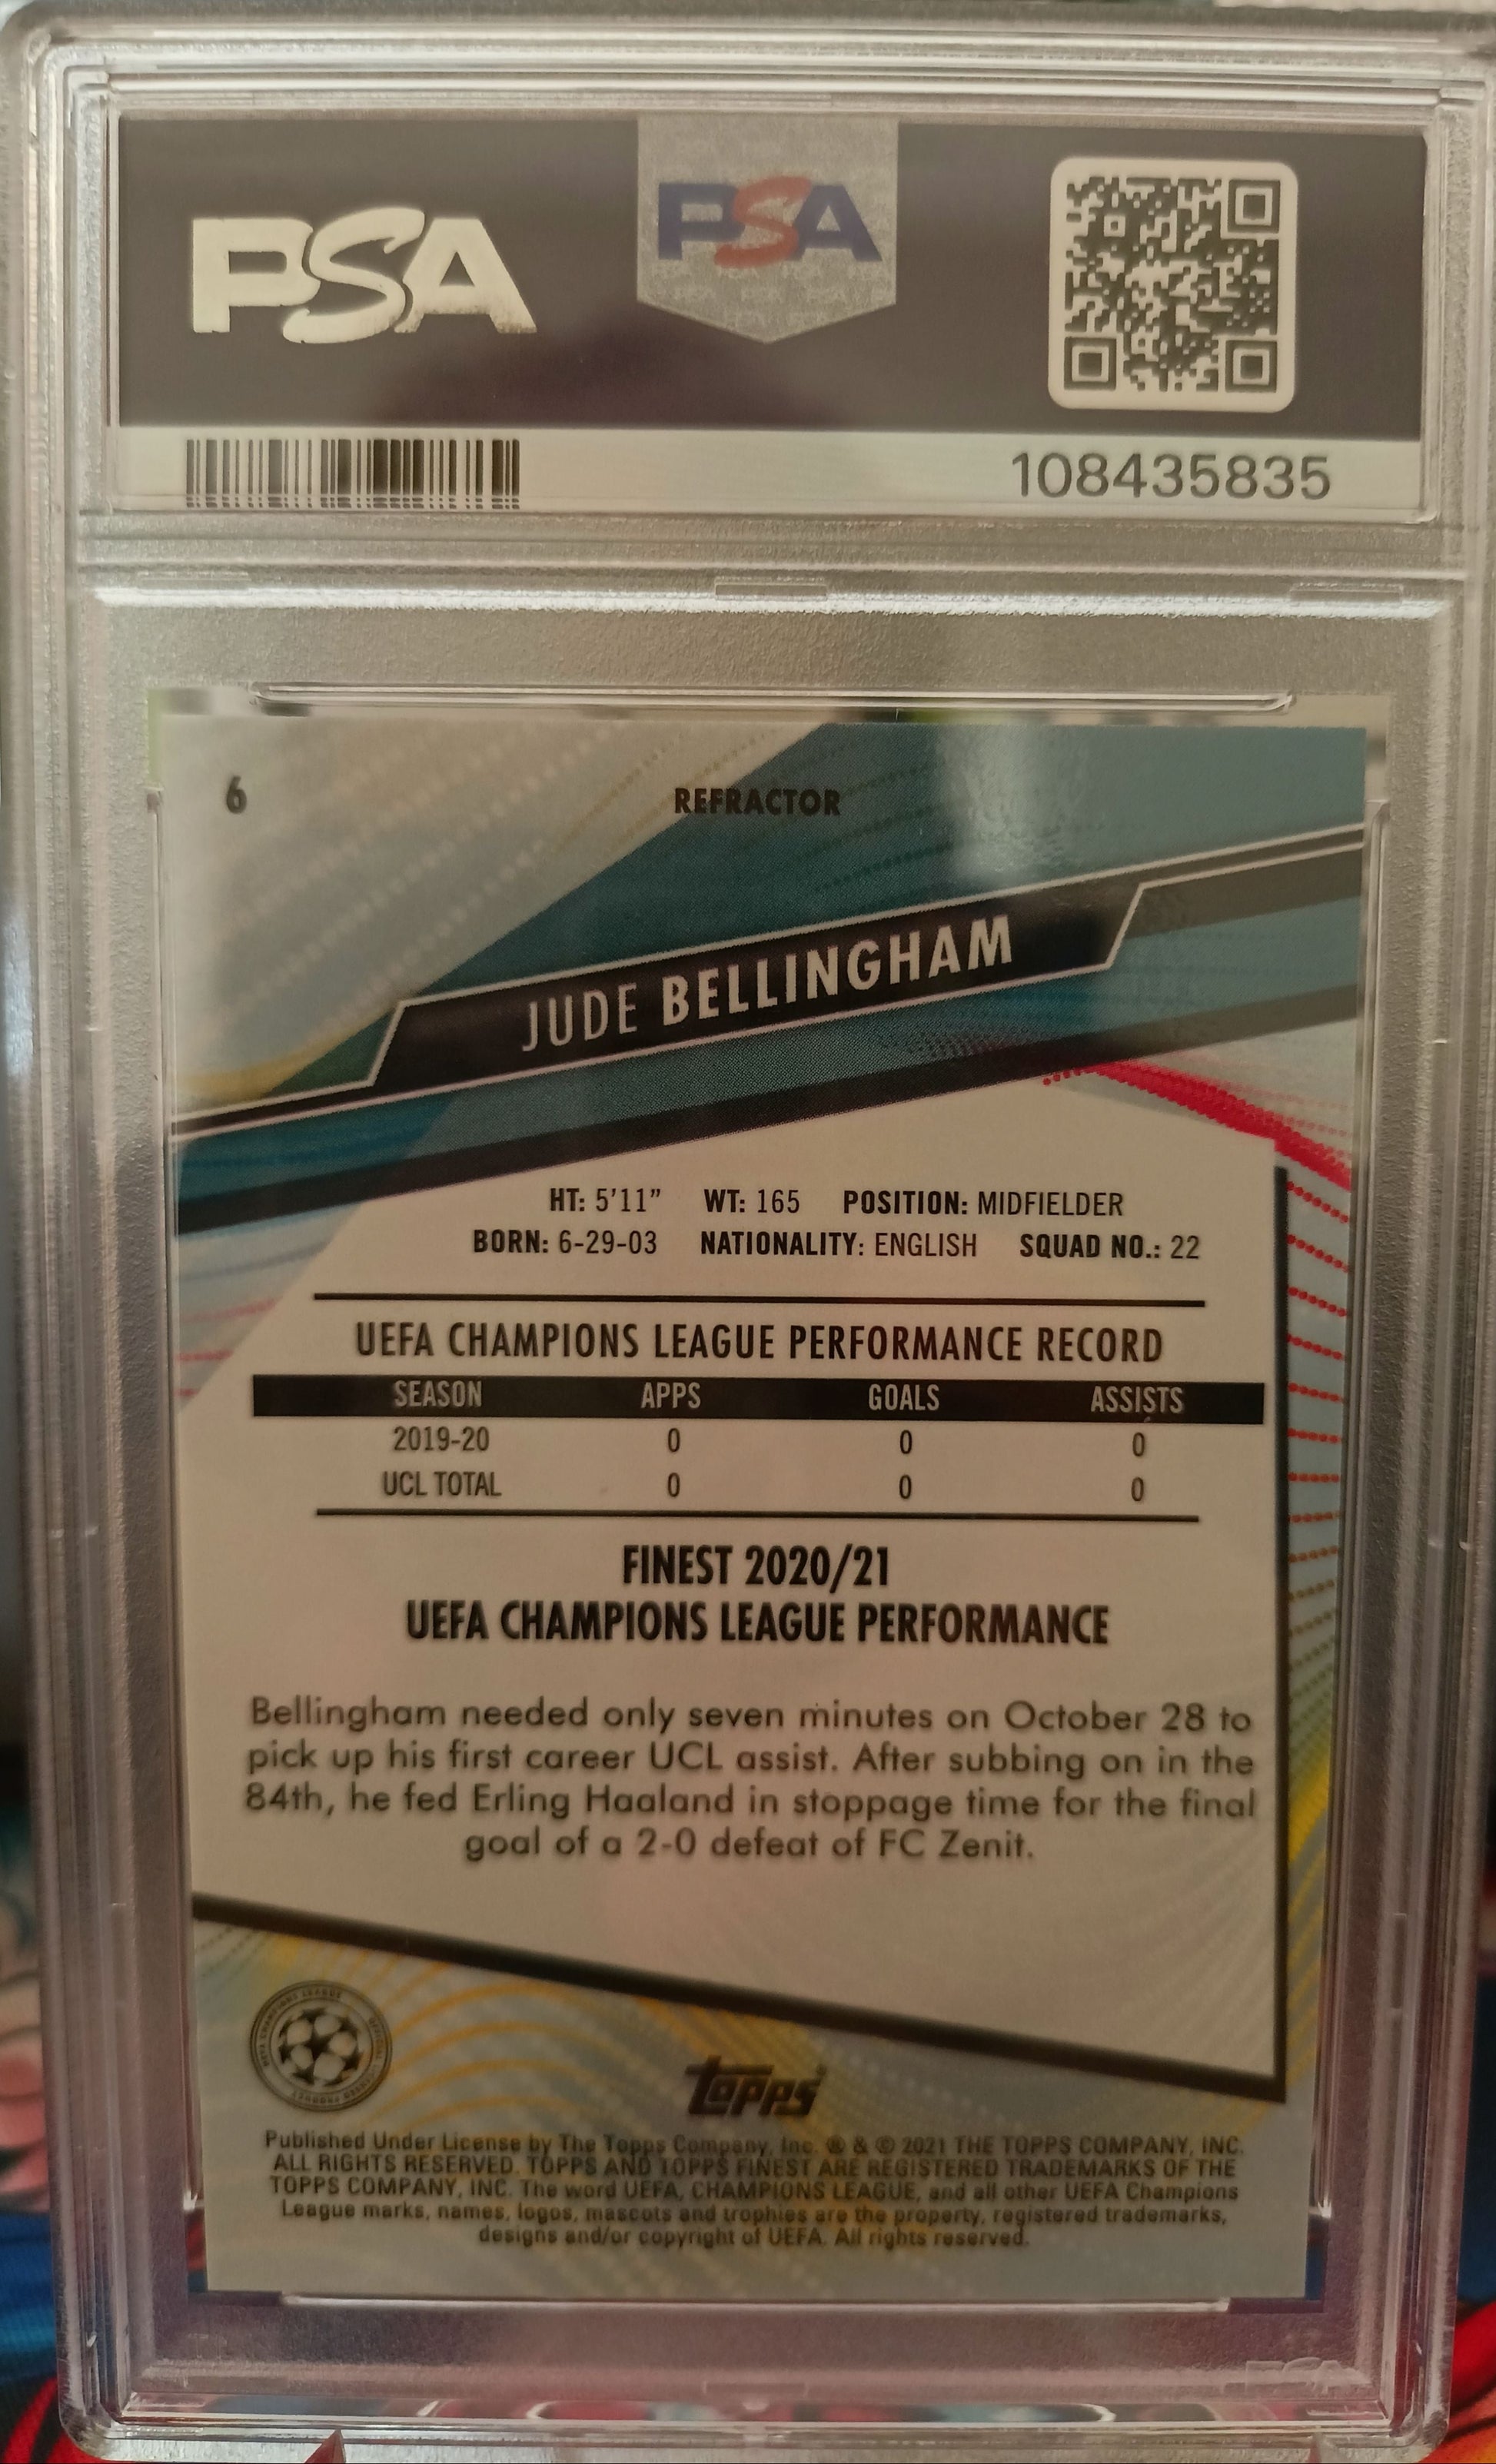 PSA
PSA
108435835
6
REFRACTOR
JUDE BELLINGHAM
HT: 5'11" WT: 165 POSITION: MIDFIELDER
BORN: 6-29-03 NATIONALITY: ENGLISH SQUAD NO.: 22
UEFA CHAMPIONS LEAGUE PERFORMANCE RECORD
SEASON APPS GOALS ASSISTS
2019-20 0 0 0
UCL TOTAL 0 0 0
FINEST 2020/21
UEFA CHAMPIONS LEAGUE PERFORMANCE
Bellingham needed only seven minutes on October 28 to
pick up his first career UCL assist. After subbing on in the
84th, he fed Erling Haaland in stoppage time for the final
goal of a 2-0 defeat of FC Zenit.
topps
Published Under License by The Topps Company, Inc. ® & © 2021 THE TOPPS COMPANY, INC.
ALL RIGHTS RESERVED. TOPPS AND TOPPS FINEST ARE REGISTERED TRADEMARKS OF THE
TOPPS COMPANY, INC. The word UEFA, CHAMPIONS LEAGUE, and all other UEFA Champions
League marks, names, logos, mascots and trophies are the property, registered trademarks,
designs and/or copyright of UEFA. All rights reserved.
PSA